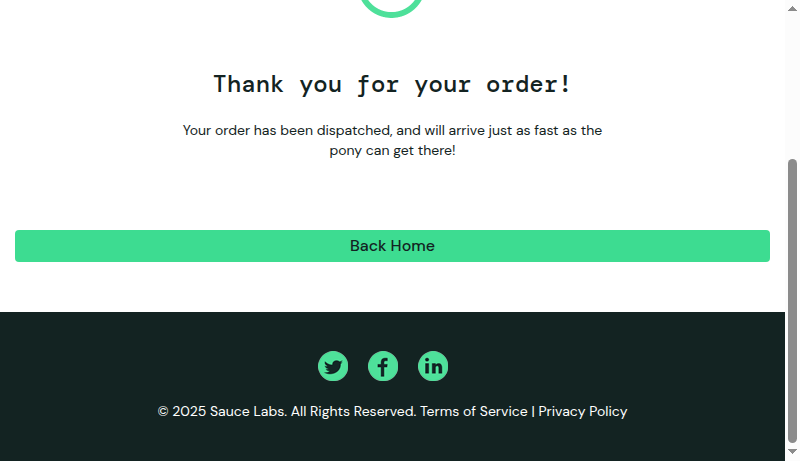 Thank you for your order!
Your order has been dispatched, and will arrive just as fast as the
pony can get there!
Back Home
© 2025 Sauce Labs. All Rights Reserved. Terms of Service | Privacy Policy